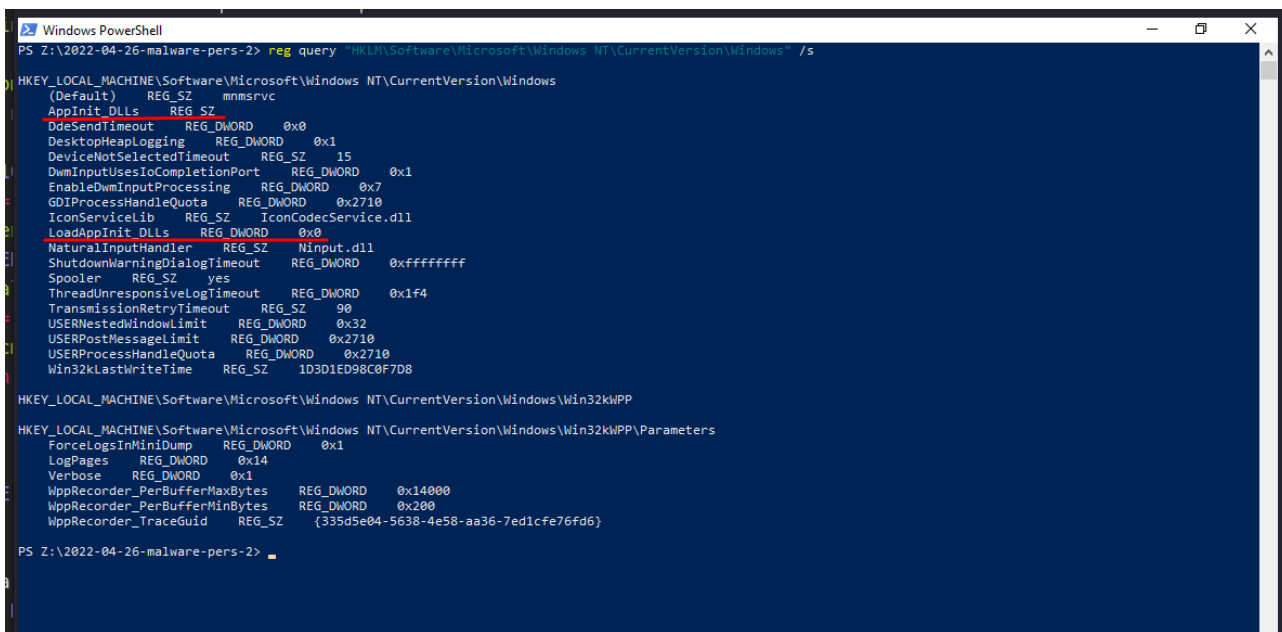 Windows PowerShell
PS Z:\2022-04-26-malware-pers-2> reg query "HKLM\Software\Microsoft\Windows NT\CurrentVersion\Windows" /s
HKEY_LOCAL_MACHINE\Software\Microsoft\Windows NT\CurrentVersion\Windows
(Default) REG_SZ mnmsrvc
AppInit_DLLs REG_SZ
DdeSendTimeout REG_DWORD 0x0
DesktopHeapLogging REG_DWORD 0x1
DeviceNotSelectedTimeout REG_SZ 15
DwmInputUsesIoCompletionPort REG_DWORD 0x1
EnableDwmInputProcessing REG_DWORD 0x7
GDIProcessHandleQuota REG_DWORD 0x2710
IconServiceLib REG_SZ IconCodecService.dll
LoadAppInit_DLLs REG_DWORD 0x0
NaturalInputHandler REG_SZ Ninput.dll
ShutdownWarningDialogTimeout REG_DWORD 0xffffffff
Spooler REG_SZ yes
ThreadUnresponsiveLogTimeout REG_DWORD 0x1f4
TransmissionRetryTimeout REG_SZ 90
USERNestedWindowLimit REG_DWORD 0x32
USERPostMessageLimit REG_DWORD 0x2710
USERProcessHandleQuota REG_DWORD 0x2710
Win32kLastWriteTime REG_SZ 1D3D1ED98C0F7D8
HKEY_LOCAL_MACHINE\Software\Microsoft\Windows NT\CurrentVersion\Windows\Win32kWPP
HKEY_LOCAL_MACHINE\Software\Microsoft\Windows NT\CurrentVersion\Windows\Win32kWPP\Parameters
ForceLogsInMiniDump REG_DWORD 0x1
LogPages REG_DWORD 0x14
Verbose REG_DWORD 0x1
WppRecorder_PerBufferMaxBytes REG_DWORD 0x14000
WppRecorder_PerBufferMinBytes REG_DWORD 0x200
WppRecorder_TraceGuid REG_SZ {335d5e04-5638-4e58-aa36-7ed1cfe76fd6}
PS Z:\2022-04-26-malware-pers-2>